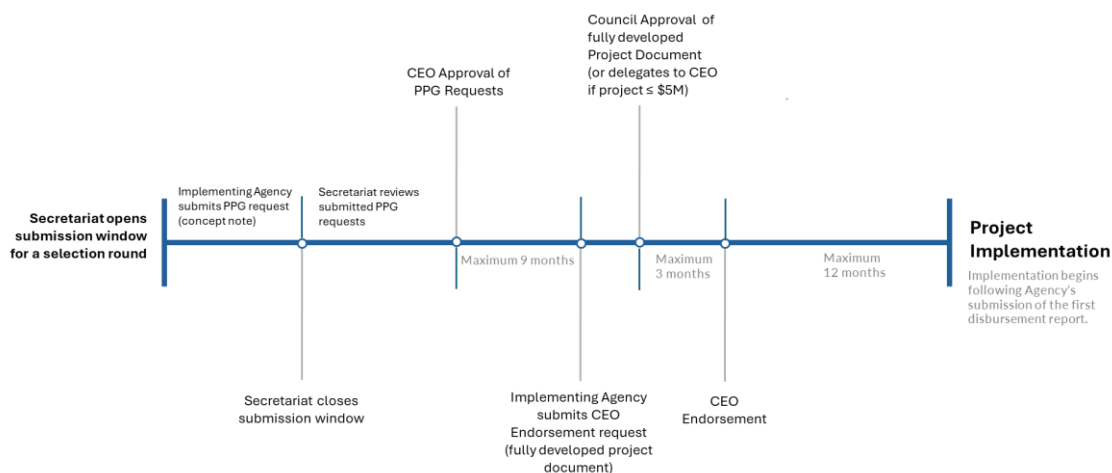 Secretariat opens
submission window
for a selection round
Implementing Agency
submits PPG request
(concept note)
Secretariat closes
submission window
Secretariat reviews
submitted PPG
requests
CEO Approval of
PPG Requests
Maximum 9 months
Implementing Agency
submits CEO
Endorsement request
(fully developed project
document)
Council Approval of
fully developed
Project Document
(or delegates to CEO
if project ≤ $5M)
Maximum
3 months
CEO
Endorsement
Maximum
12 months
Project
Implementation
Implementation begins
following Agency's
submission of the first
disbursement report.